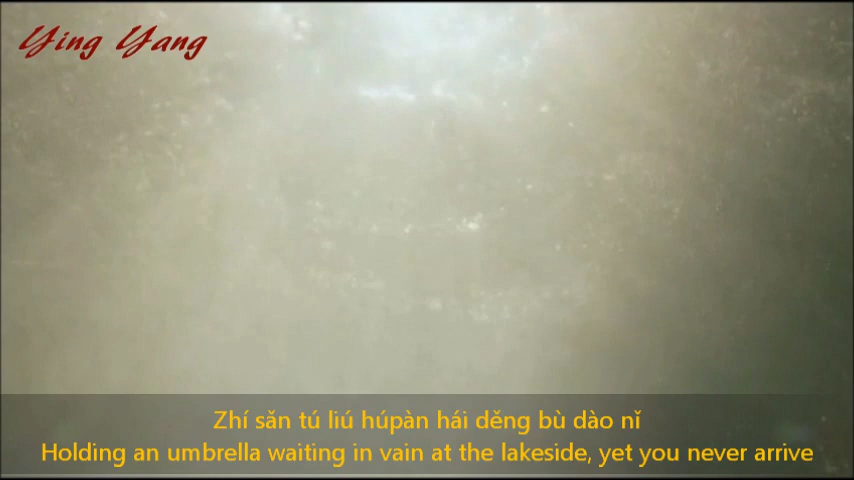 Ying Yang
Zhí sǎn tú liú húpàn hái děng bù dào nǐ
Holding an umbrella waiting in vain at the lakeside, yet you never arrive